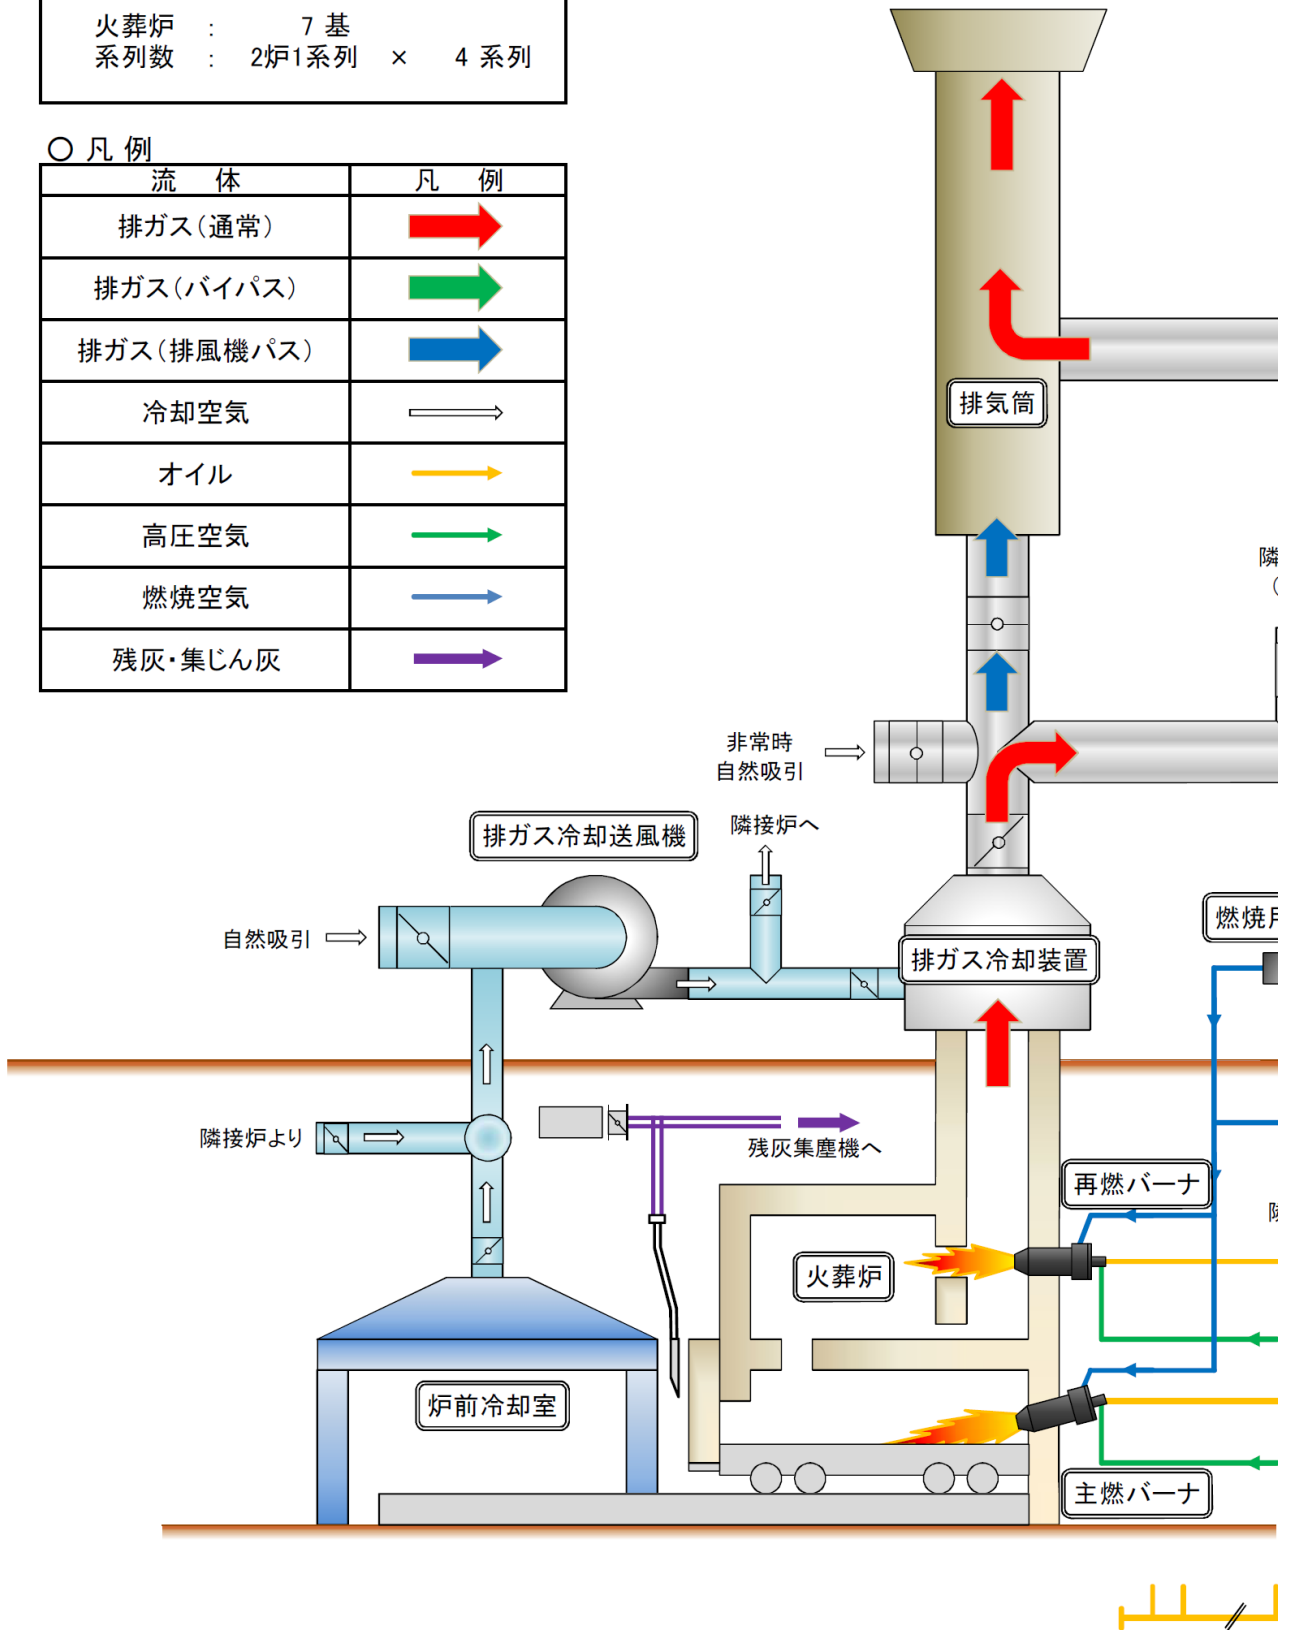 火葬炉 : 7 基
系列数 : 2炉1系列 × 4 系列
○ 凡 例
流 体 凡 例
排ガス(通常)
排ガス(バイパス)
排ガス(排風機パス)
冷却空気
オイル
高圧空気
燃焼空気
残灰・集じん灰
排気筒
隣
(
非常時
自然吸引
排ガス冷却送風機
隣接炉へ
燃焼用
自然吸引
排ガス冷却装置
隣接炉より
残灰集塵機へ
再燃バーナ
火葬炉
炉前冷却室
主燃バーナ